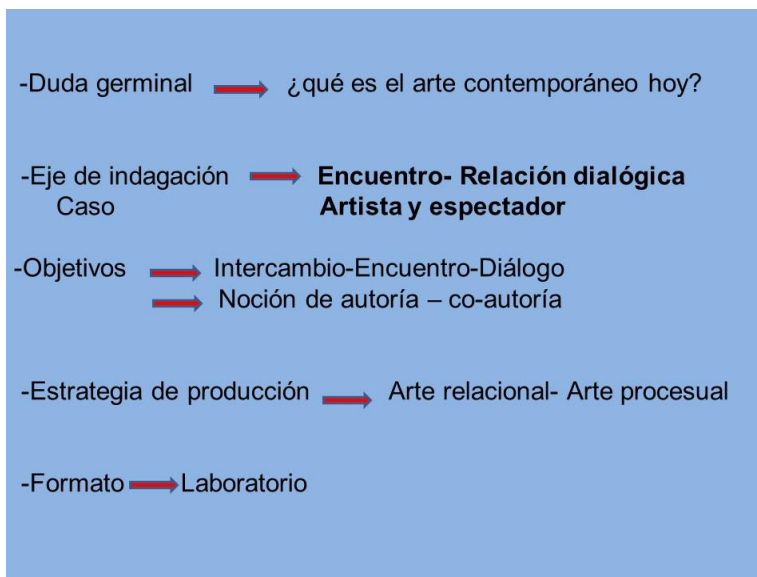 -Duda germinal ¿qué es el arte contemporáneo hoy?
-Eje de indagación Encuentro- Relación dialógica
Caso Artista y espectador
-Objetivos Intercambio-Encuentro-Diálogo
Noción de autoría – co-autoría
-Estrategia de producción Arte relacional- Arte procesual
-Formato Laboratorio